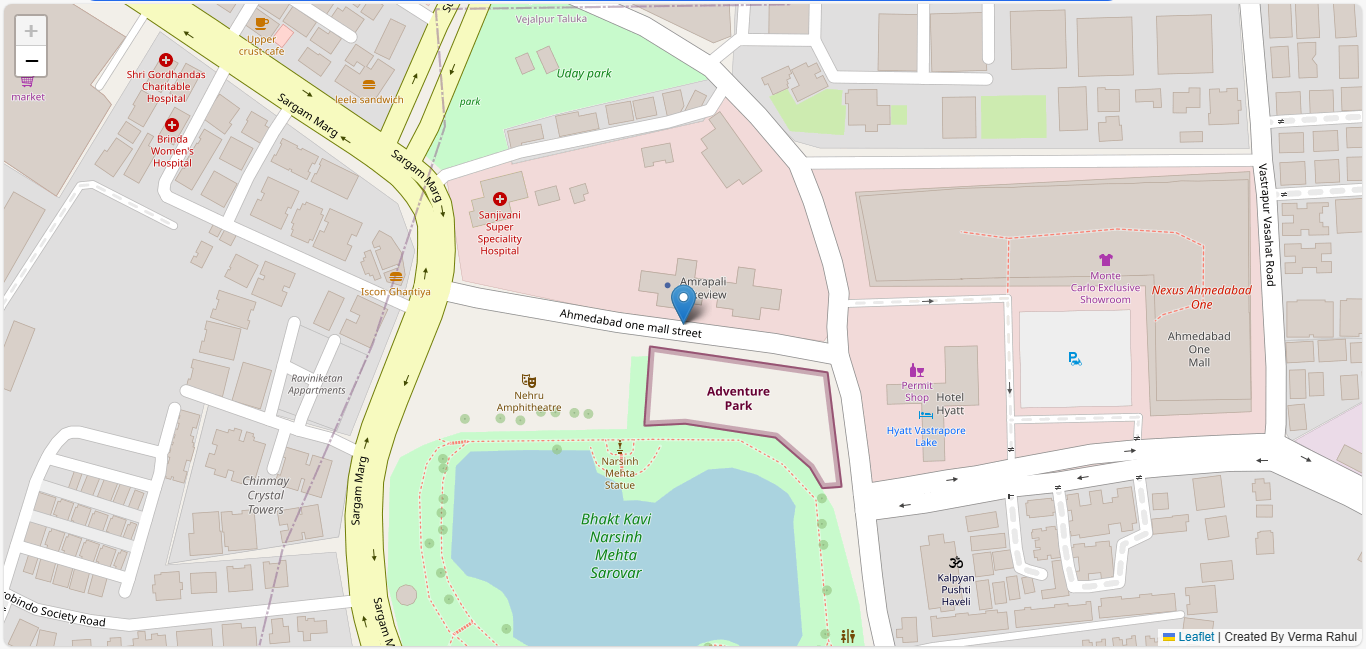 +
−
Vejalpur Taluka
Upper
crust cafe
Uday park
Shri Gordhandas
Charitable
Hospital
market
leela sandwich
park
Sargam Marg
Brinda
Women's
Hospital
Sargam Marg
Vastrapur Vasahat Road
Sanjivani
Super
Speciality
Hospital
Iscon Ghantiya
Amrapali
Monte
Carlo Exclusive
Showroom
Nexus Ahmedabad
One
Ahmedabad one mall street
Ahmedabad
One
Mall
Raviniketan
Appartments
Nehru
Amphitheatre
Adventure
Park
Permit
Shop
Hotel
Hyatt
Hyatt Vastrapore
Lake
Narsinh
Mehta
Statue
Chinmay
Crystal
Towers
Sargam Marg
Bhakt Kavi
Narsinh
Mehta
Sarovar
Kalpyan
Pushti
Haveli
Society Road
Sargam
Leaflet | Created By Verma Rahul